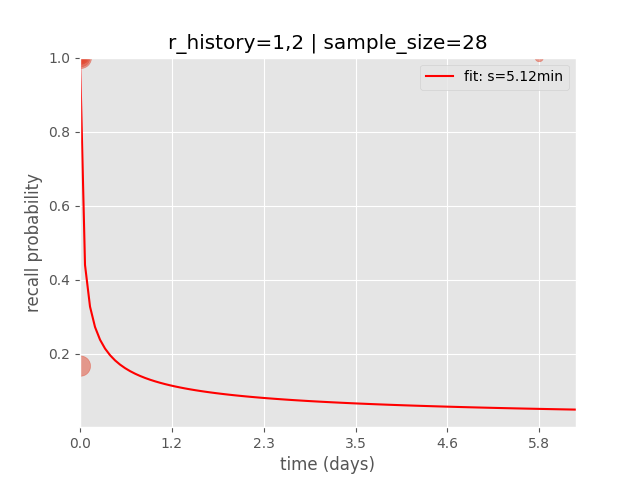 r_history=1,2 | sample_size=28
fit: s=5.12min
recall probability
1.0
0.8
0.6
0.4
0.2
0.0 1.2 2.3 3.5 4.6 5.8
time (days)